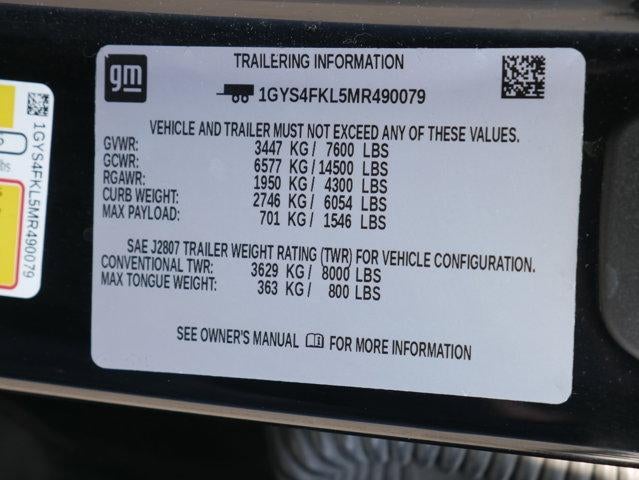 gm
TRAILERING INFORMATION
1GYS4FKL5MR490079
VEHICLE AND TRAILER MUST NOT EXCEED ANY OF THESE VALUES.
GVWR: 3447 KG/ 7600 LBS
GCWR: 6577 KG/14500 LBS
RGAWR: 1950 KG/ 4300 LBS
CURB WEIGHT: 2746 KG/ 6054 LBS
MAX PAYLOAD: 701 KG/ 1546 LBS
SAE J2807 TRAILER WEIGHT RATING (TWR) FOR VEHICLE CONFIGURATION.
CONVENTIONAL TWR: 3629 KG/ 8000 LBS
MAX TONGUE WEIGHT: 363 KG/ 800 LBS
SEE OWNER'S MANUAL FOR MORE INFORMATION
1GYS4FKL5MR490079
lbs